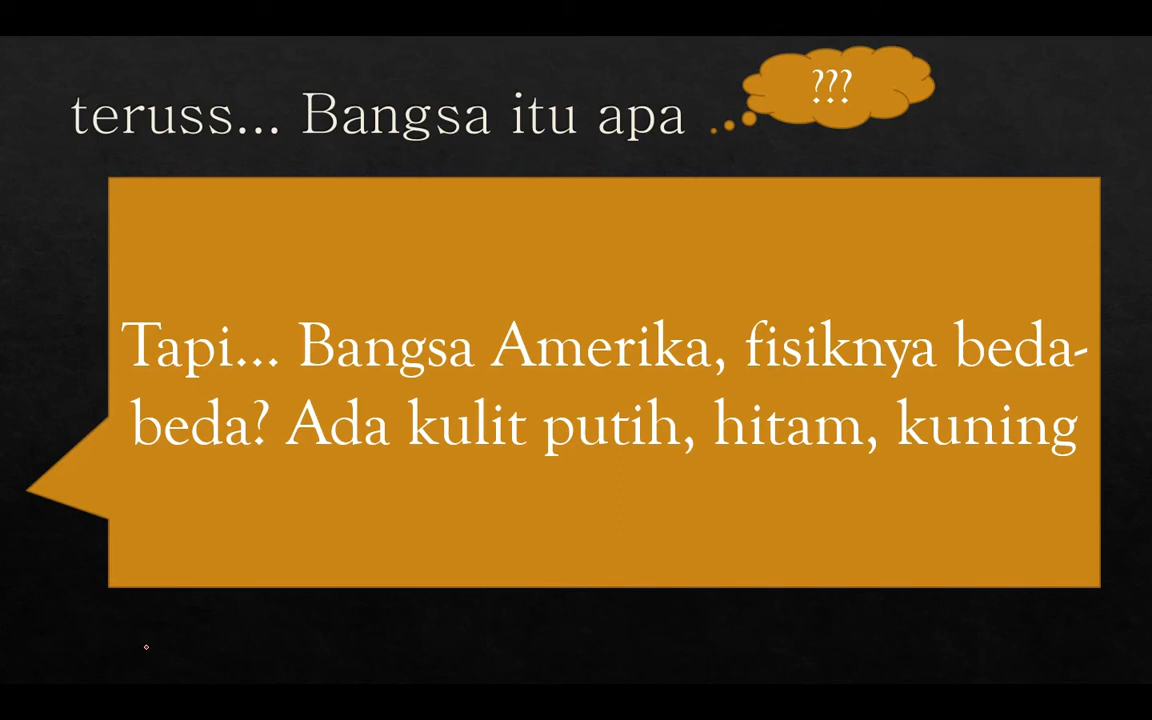 teruss... Bangsa itu apa
???
Tapi... Bangsa Amerika, fisiknya beda-
beda? Ada kulit putih, hitam, kuning